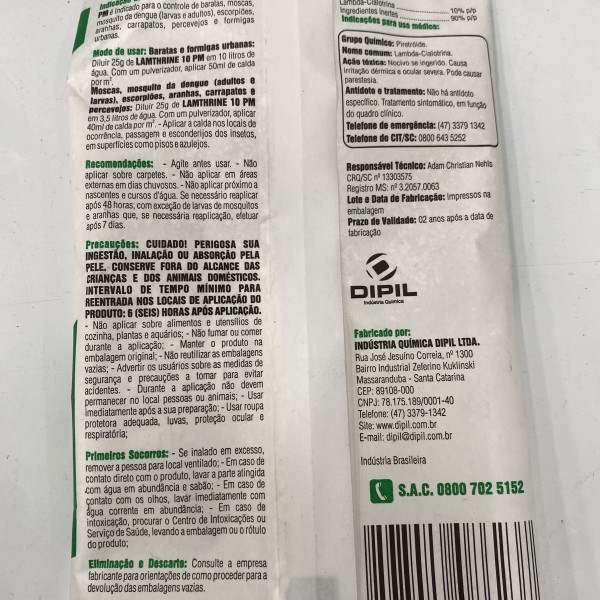 PM é indicado para o controle de baratas, moscas,
mosquito da dengue (larvas e adultos), escorpiões,
aranhas, carrapatos, percevejos e formigas
urbanas.
Modo de usar: Baratas e formigas urbanas:
Diluir 25g de LAMTHRINE 10 PM em 10 litros de
água. Com um pulverizador, aplicar 50ml de calda
por m².
Moscas, mosquito da dengue (adultos e
larvas), escorpiões, aranhas, carrapatos e
percevejos: Diluir 25g de LAMTHRINE 10 PM
em 3,5 litros de água. Com um pulverizador, aplicar
40ml de calda por m². - Aplicar a calda nos locais de
ocorrência, passagem e esconderijos dos insetos,
em superfícies como pisos e azulejos.
Recomendações: - Agite antes usar. - Não
aplicar sobre carpetes. - Não aplicar em áreas
externas em dias chuvosos. - Não aplicar próximo a
nascentes e cursos d'água. Se necessário reaplicar
após 48 horas, com exceção de larvas de mosquitos
e aranhas que, se necessária reaplicação, efetuar
após 7 dias.
Precauções: CUIDADO! PERIGOSA SUA
INGESTÃO, INALAÇÃO OU ABSORÇÃO PELA
PELE. CONSERVE FORA DO ALCANCE DAS
CRIANÇAS E DOS ANIMAIS DOMÉSTICOS.
INTERVALO DE TEMPO MÍNIMO PARA
REENTRADA NOS LOCAIS DE APLICAÇÃO DO
PRODUTO: 6 (SEIS) HORAS APÓS APLICAÇÃO.
- Não aplicar sobre alimentos e utensílios de
cozinha, plantas e aquários; - Não fumar ou comer
durante a aplicação; - Manter o produto na
embalagem original; - Não reutilizar as embalagens
vazias; - Advertir os usuários sobre as medidas de
segurança e precauções a tomar para evitar
acidentes. - Durante a aplicação não devem
permanecer no local pessoas ou animais; - Usar
imediatamente após a sua preparação; - Usar roupa
protetora adequada, luvas, proteção ocular e
respiratória;
Primeiros Socorros: - Se inalado em excesso,
remover a pessoa para local ventilado; - Em caso de
contato direto com o produto, lavar a parte atingida
com água em abundância e sabão; - Em caso de
contato com os olhos, lavar imediatamente com
água corrente em abundância; - Em caso de
intoxicação, procurar o Centro de Intoxicações ou
Serviço de Saúde, levando a embalagem ou o rótulo
do produto;
Eliminação e Descarte: Consulte a empresa
fabricante para orientações de como proceder para a
devolução das embalagens vazias.
Lambda-Cialotrina 10% p/p
Ingredientes Inertes 90% p/p
Indicações para uso médico:
Grupo Químico: Piretróide.
Nome comum: Lambda-Cialotrina.
Ação tóxica: Nocivo se ingerido. Causa
irritação dérmica e ocular severa. Pode causar
parestesia.
Antídoto e tratamento: Não há antídoto
específico. Tratamento sintomático, em função
do quadro clínico.
Telefone de emergência: (47) 3379 1342
Telefone do CIT/SC: 0800 643 5252
Responsável Técnico: Adam Christian Nehls
CRQ/SC nº 13303575
Registro MS: nº 3.2057.0063
Lote e Data de Fabricação: Impressos na
embalagem
Prazo de Validade: 02 anos após a data de
fabricação
DIPIL
Indústria Química
Fabricado por:
INDÚSTRIA QUÍMICA DIPIL LTDA.
Rua José Jesuíno Correia, nº 1300
Bairro Industrial Zeferino Kuklinski
Massaranduba - Santa Catarina
CEP: 89108-000
CNPJ: 78.175.189/0001-40
Telefone: (47) 3379-1342
Site: www.dipil.com.br
E-mail: dipil@dipil.com.br
Indústria Brasileira
S.A.C. 0800 702 5152